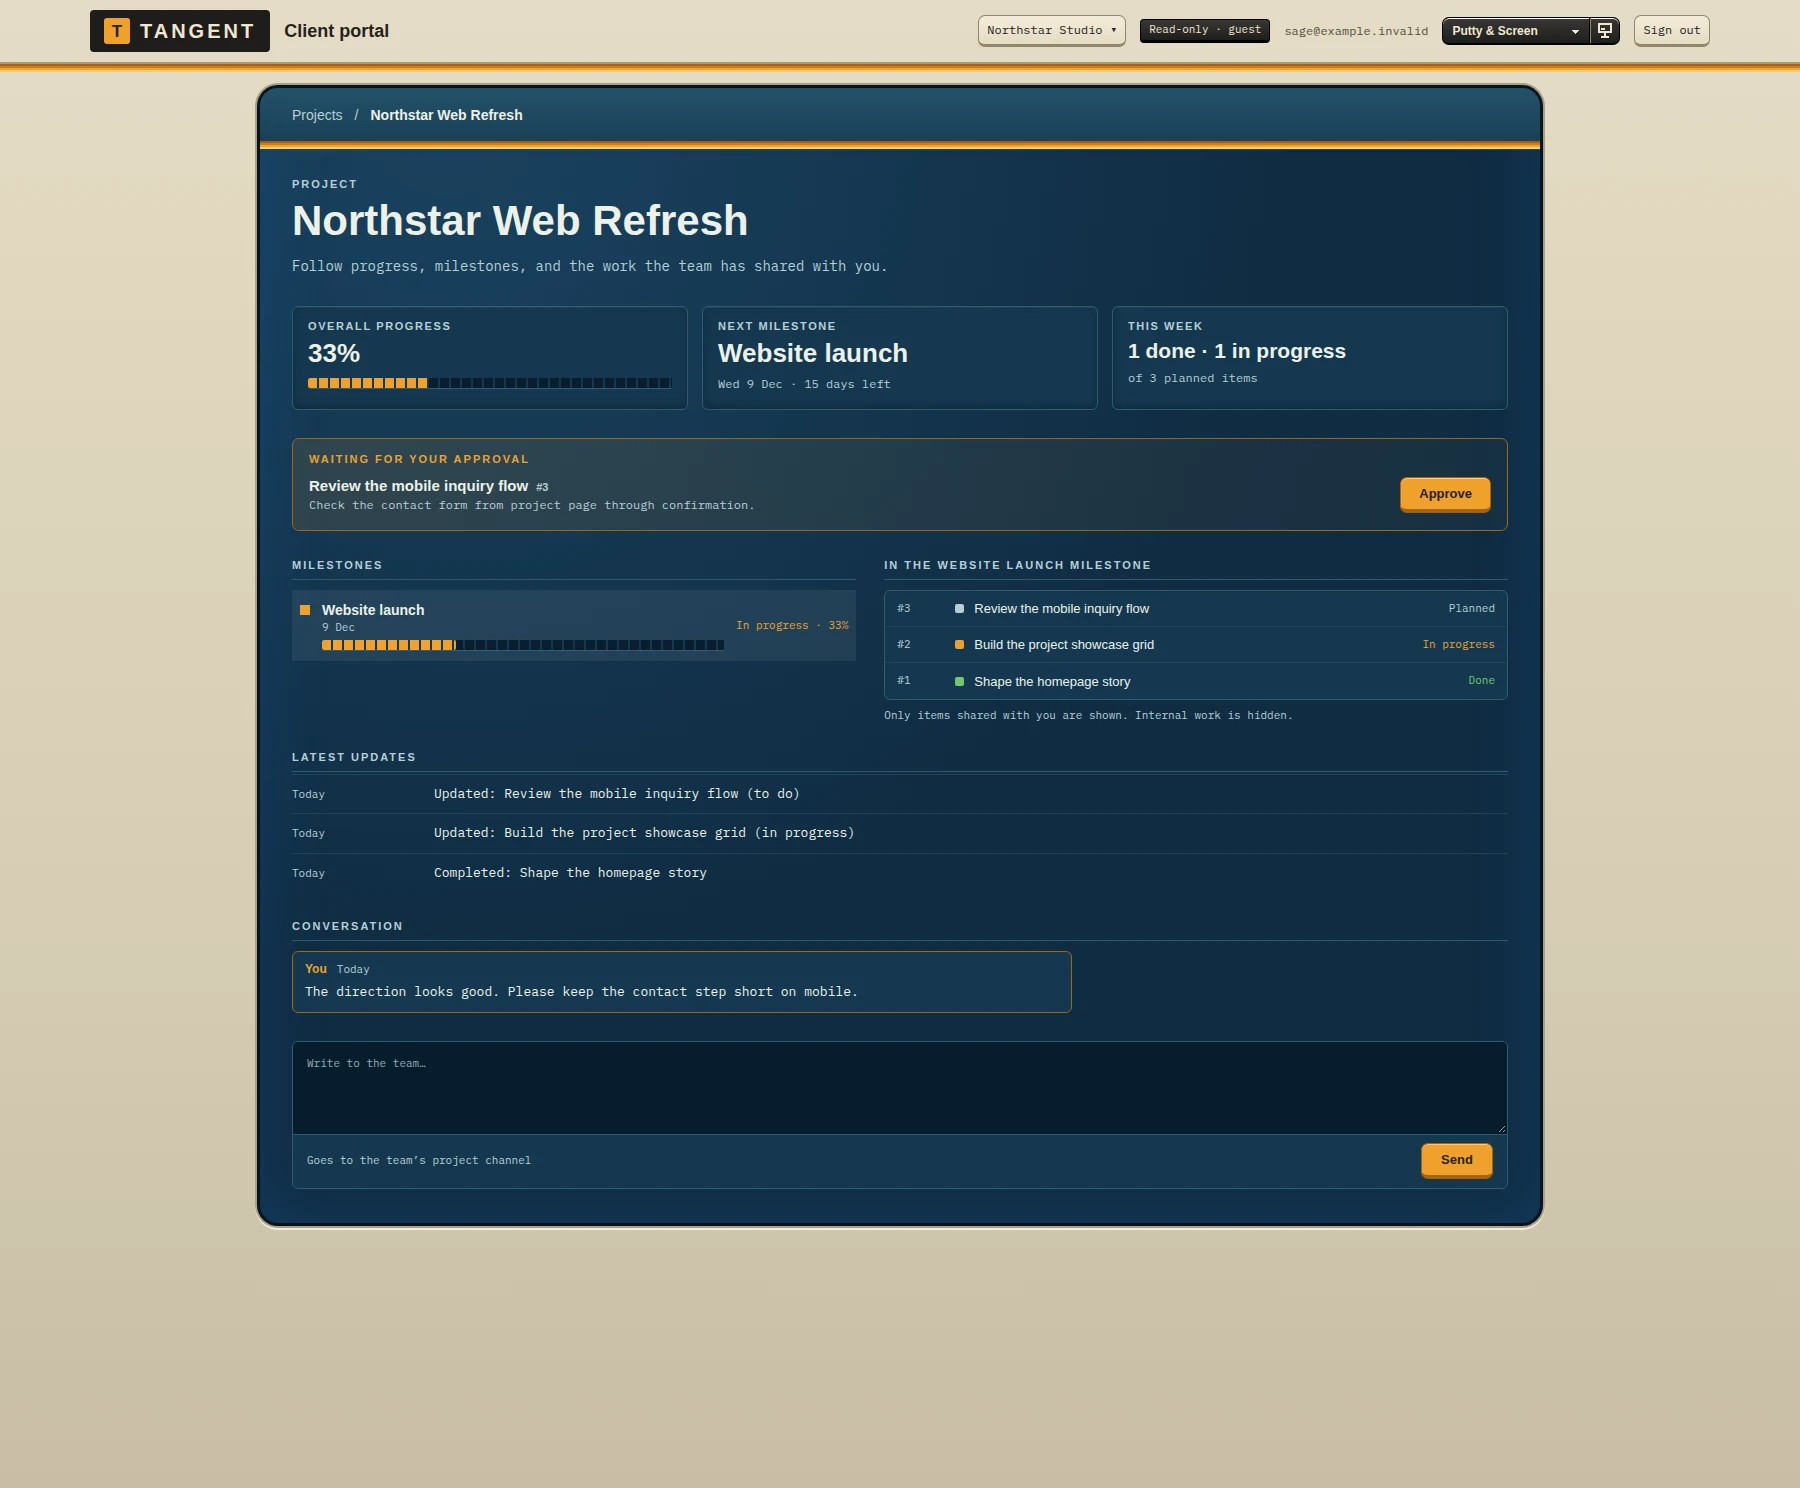 T TANGENT Client portal Northstar Studio ▾ Read-only · guest sage@example.invalid Putty & Screen Sign out
Projects / Northstar Web Refresh
PROJECT
Northstar Web Refresh
Follow progress, milestones, and the work the team has shared with you.
OVERALL PROGRESS
33%
NEXT MILESTONE
Website launch
Wed 9 Dec · 15 days left
THIS WEEK
1 done · 1 in progress
of 3 planned items
WAITING FOR YOUR APPROVAL
Review the mobile inquiry flow #3
Check the contact form from project page through confirmation.
Approve
MILESTONES
Website launch
9 Dec
In progress · 33%
IN THE WEBSITE LAUNCH MILESTONE
#3 Review the mobile inquiry flow Planned
#2 Build the project showcase grid In progress
#1 Shape the homepage story Done
Only items shared with you are shown. Internal work is hidden.
LATEST UPDATES
Today Updated: Review the mobile inquiry flow (to do)
Today Updated: Build the project showcase grid (in progress)
Today Completed: Shape the homepage story
CONVERSATION
You Today
The direction looks good. Please keep the contact step short on mobile.
Write to the team…
Goes to the team’s project channel
Send